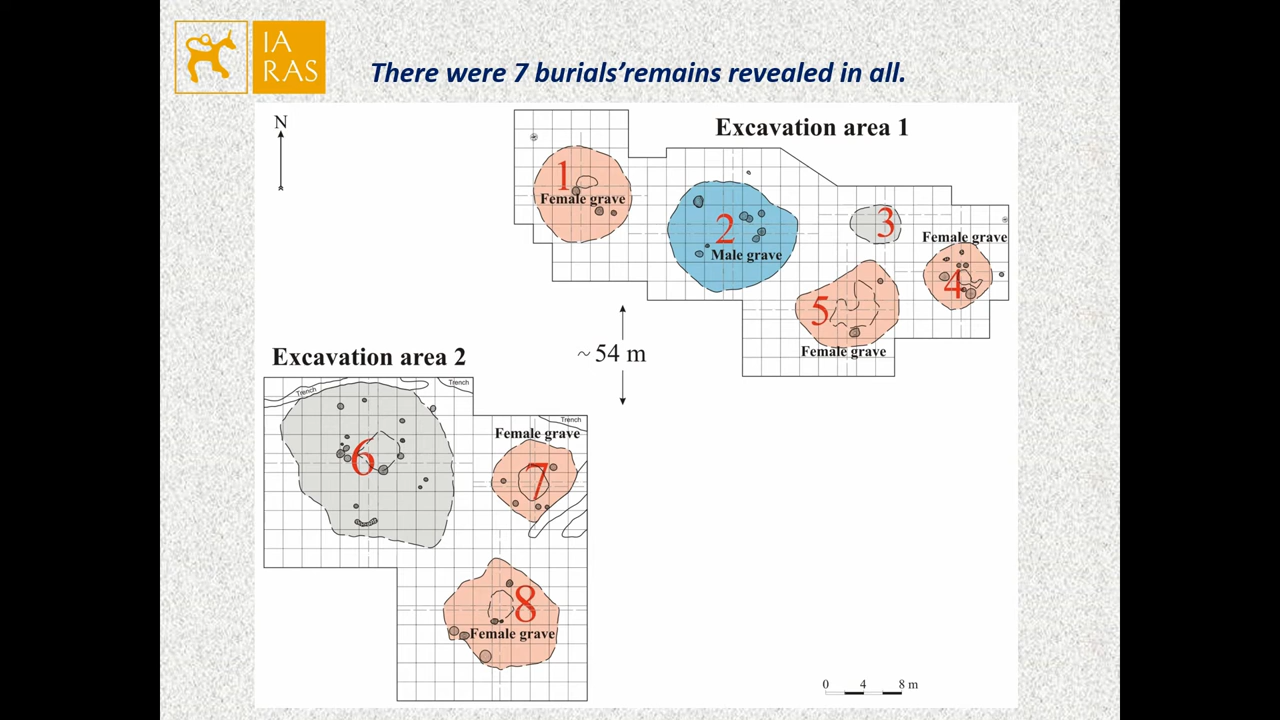 IA
RAS
There were 7 burials’remains revealed in all.
N
Excavation area 1
1
Female grave
2
Male grave
3
Female grave
4
5
Female grave
~ 54 m
Excavation area 2
Trench
Trench
Trench
6
Female grave
7
8
Female grave
0 4 8 m